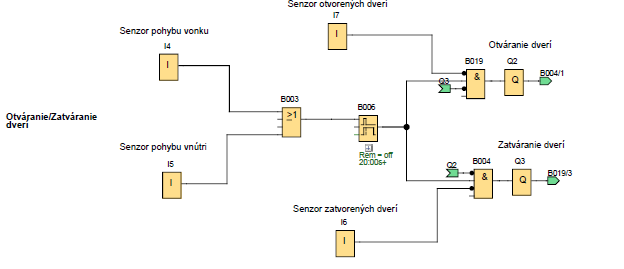 Senzor otvorených dverí
I7
I
Senzor pohybu vonku
I4
I
Otváranie dverí
B019
Q2
&
Q
B004/1
Q3
B003
≥1
B006
Otváranie/Zatváranie
dverí
Rem = off
20:00s+
Senzor pohybu vnútri
I5
I
Zatváranie dverí
B004
Q3
Q2
&
Q
B019/3
Senzor zatvorených dverí
I6
I